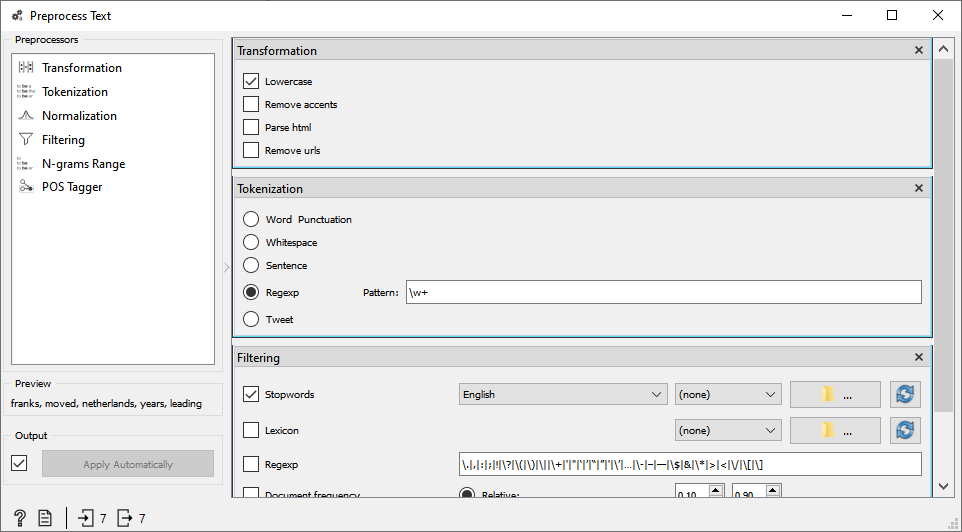 Preprocess Text
Preprocessors
Transformation
Tokenization
Normalization
Filtering
N-grams Range
POS Tagger
Preview
franks, moved, netherlands, years, leading
Output
Apply Automatically
7 7
Transformation
Lowercase
Remove accents
Parse html
Remove urls
Tokenization
Word Punctuation
Whitespace
Sentence
Regexp Pattern: \w+
Tweet
Filtering
Stopwords English (none) ...
Lexicon (none) ...
Regexp
Document frequency Relative: 0.10 0.90